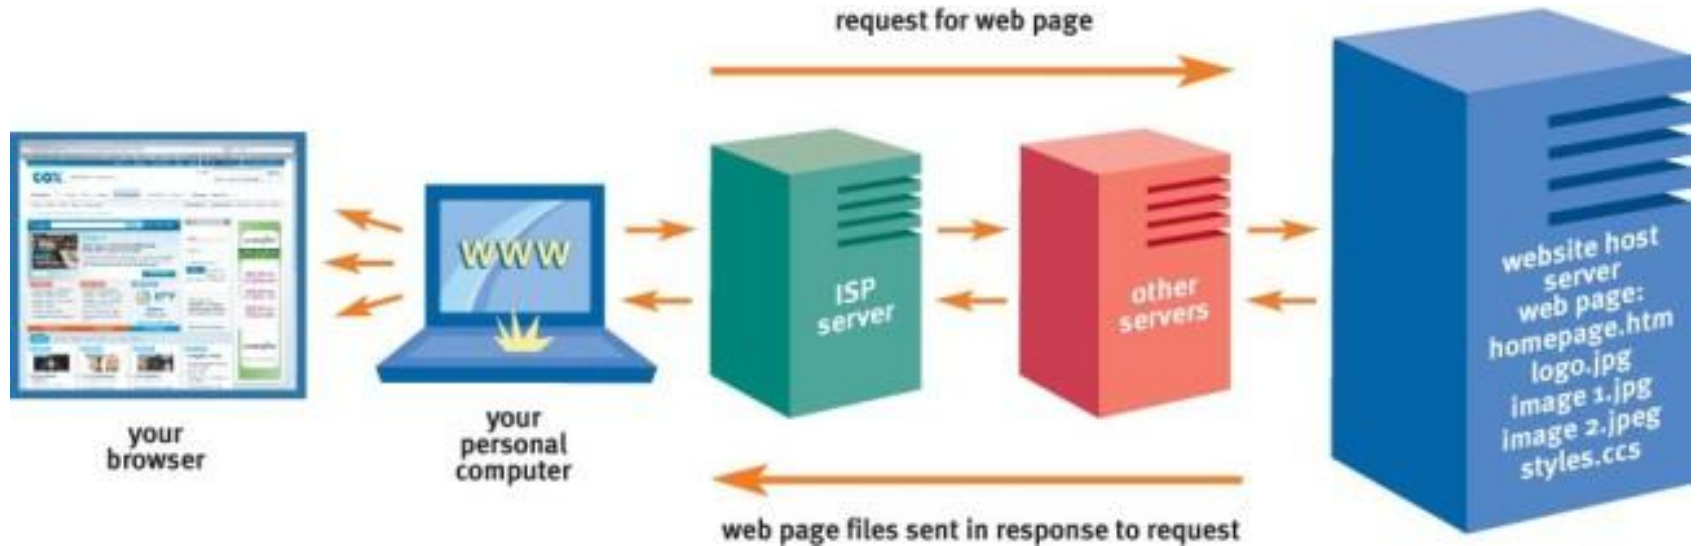 request for web page
cox
www
your
browser
your
personal
computer
ISP
server
other
servers
website host
server
web page:
homepage.htm
logo.jpg
image 1.jpg
image 2.jpeg
styles.ccs
web page files sent in response to request